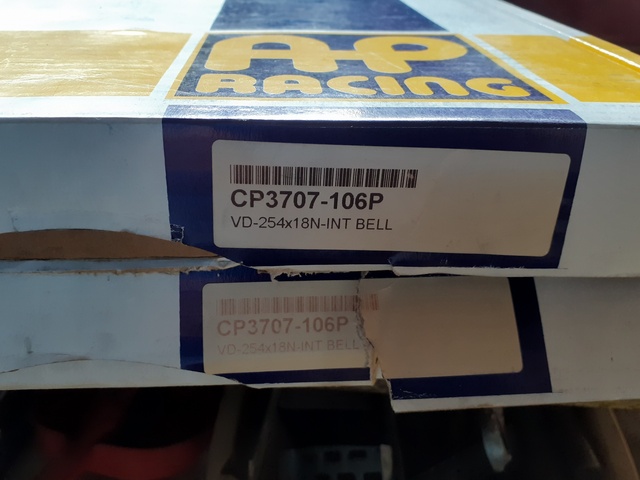 AP
RACING
CP3707-106P
VD-254x18N-INT BELL
CP3707-106P
VD-254x18N-INT BELL